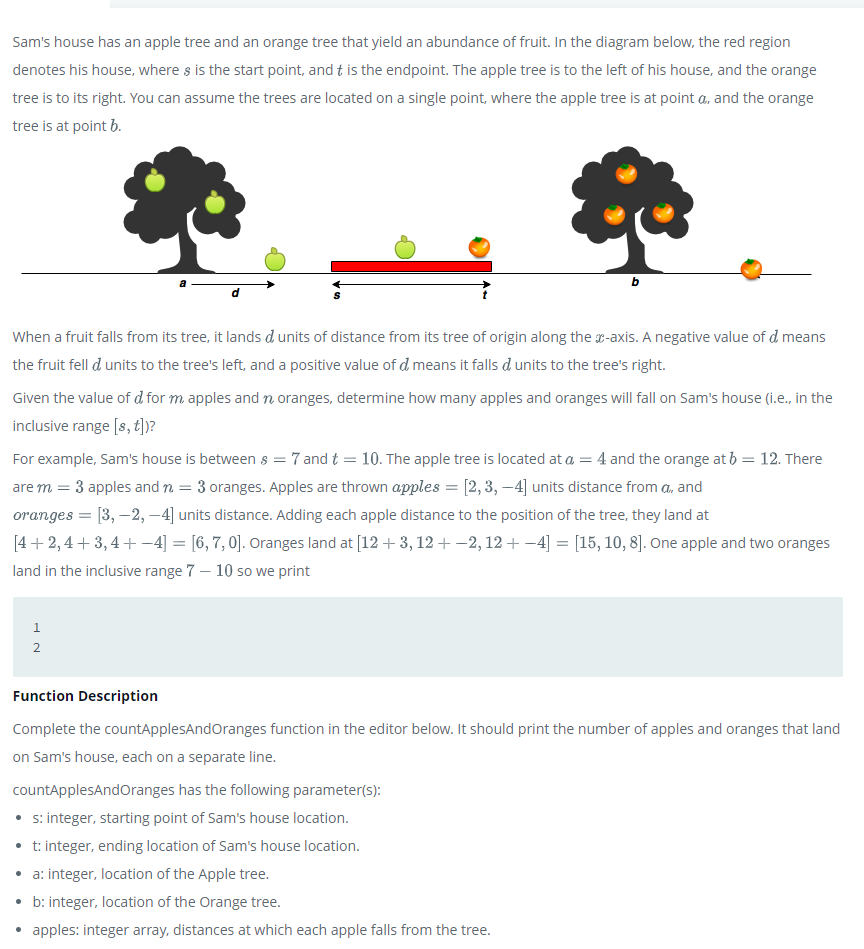 Sam's house has an apple tree and an orange tree that yield an abundance of fruit. In the diagram below, the red region
denotes his house, where s is the start point, and t is the endpoint. The apple tree is to the left of his house, and the orange
tree is to its right. You can assume the trees are located on a single point, where the apple tree is at point a, and the orange
tree is at point b.
a
d
s
t
b
When a fruit falls from its tree, it lands d units of distance from its tree of origin along the x-axis. A negative value of d means
the fruit fell d units to the tree's left, and a positive value of d means it falls d units to the tree's right.
Given the value of d for m apples and n oranges, determine how many apples and oranges will fall on Sam's house (i.e., in the
inclusive range [s, t])?
For example, Sam's house is between s = 7 and t = 10. The apple tree is located at a = 4 and the orange at b = 12. There
are m = 3 apples and n = 3 oranges. Apples are thrown apples = [2, 3, −4] units distance from a, and
oranges = [3, −2, −4] units distance. Adding each apple distance to the position of the tree, they land at
[4 + 2, 4 + 3, 4 + −4] = [6, 7, 0]. Oranges land at [12 + 3, 12 + −2, 12 + −4] = [15, 10, 8]. One apple and two oranges
land in the inclusive range 7 − 10 so we print
1
2
Function Description
Complete the countApplesAndOranges function in the editor below. It should print the number of apples and oranges that land
on Sam's house, each on a separate line.
countApplesAndOranges has the following parameter(s):
• s: integer, starting point of Sam's house location.
• t: integer, ending location of Sam's house location.
• a: integer, location of the Apple tree.
• b: integer, location of the Orange tree.
• apples: integer array, distances at which each apple falls from the tree.